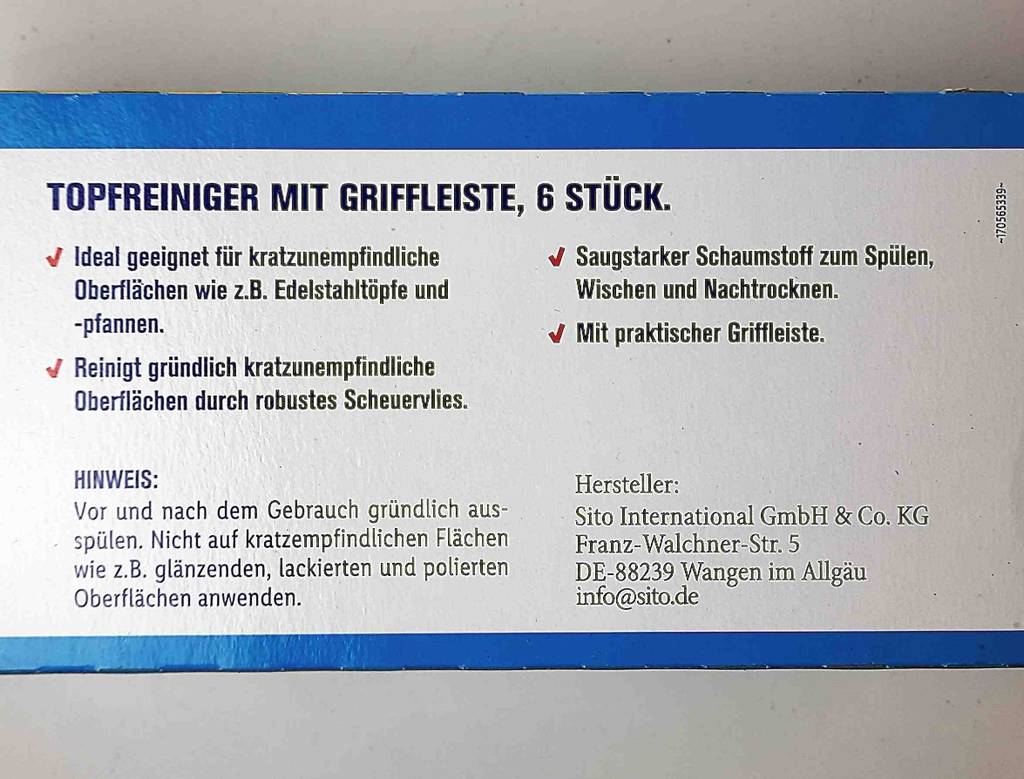 TOPFREINIGER MIT GRIFFLEISTE, 6 STÜCK.
Ideal geeignet für kratzunempfindliche
Oberflächen wie z.B. Edelstahltöpfe und
-pfannen.
Reinigt gründlich kratzunempfindliche
Oberflächen durch robustes Scheuervlies.
Saugstarker Schaumstoff zum Spülen,
Wischen und Nachtrocknen.
Mit praktischer Griffleiste.
HINWEIS:
Vor und nach dem Gebrauch gründlich aus-
spülen. Nicht auf kratzempfindlichen Flächen
wie z.B. glänzenden, lackierten und polierten
Oberflächen anwenden.
Hersteller:
Sito International GmbH & Co. KG
Franz-Walchner-Str. 5
DE-88239 Wangen im Allgäu
info@sito.de
~170565339~